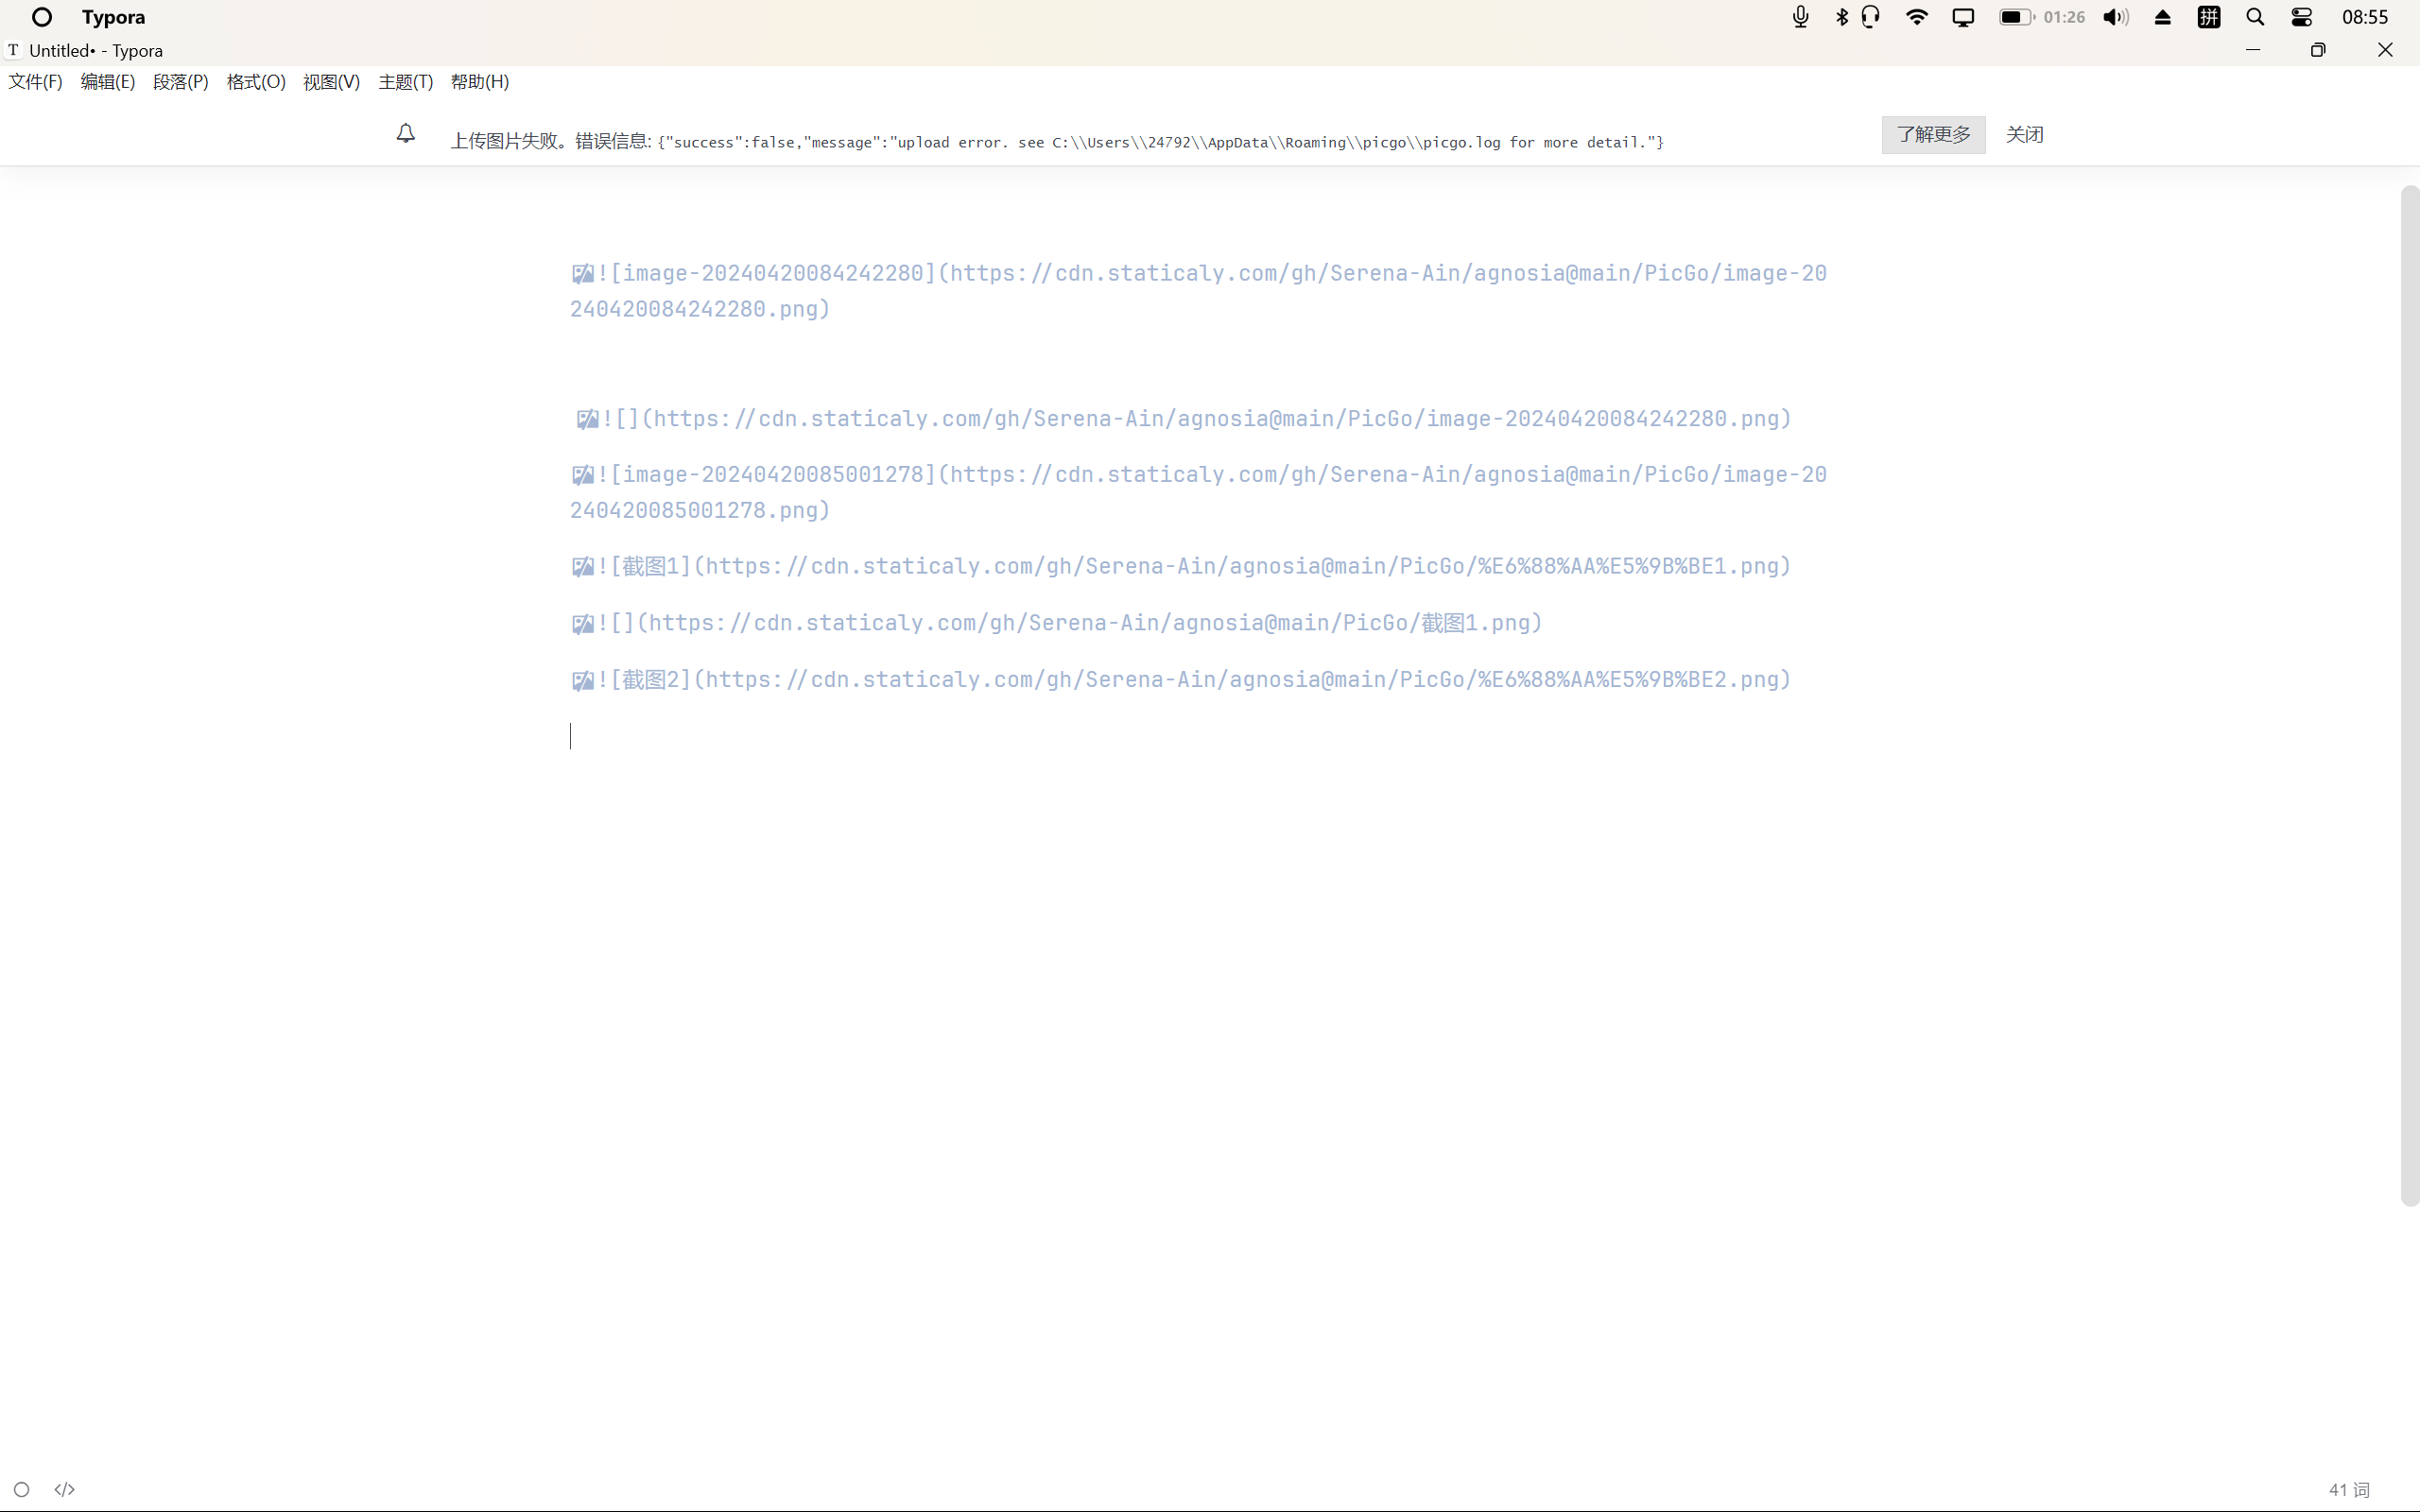 Typora
拼
01:26
08:55
T Untitled• - Typora
文件(F) 编辑(E) 段落(P) 格式(O) 视图(V) 主题(T) 帮助(H)
上传图片失败。错误信息: {"success":false,"message":"upload error. see C:\\Users\\24792\\AppData\\Roaming\\picgo\\picgo.log for more detail."}
了解更多 关闭
![image-20240420084242280](https://cdn.staticaly.com/gh/Serena-Ain/agnosia@main/PicGo/image-20
240420084242280.png)
![](https://cdn.staticaly.com/gh/Serena-Ain/agnosia@main/PicGo/image-20240420084242280.png)
![image-20240420085001278](https://cdn.staticaly.com/gh/Serena-Ain/agnosia@main/PicGo/image-20
240420085001278.png)
![截图1](https://cdn.staticaly.com/gh/Serena-Ain/agnosia@main/PicGo/%E6%88%AA%E5%9B%BE1.png)
![](https://cdn.staticaly.com/gh/Serena-Ain/agnosia@main/PicGo/截图1.png)
![截图2](https://cdn.staticaly.com/gh/Serena-Ain/agnosia@main/PicGo/%E6%88%AA%E5%9B%BE2.png)
</> 41 词